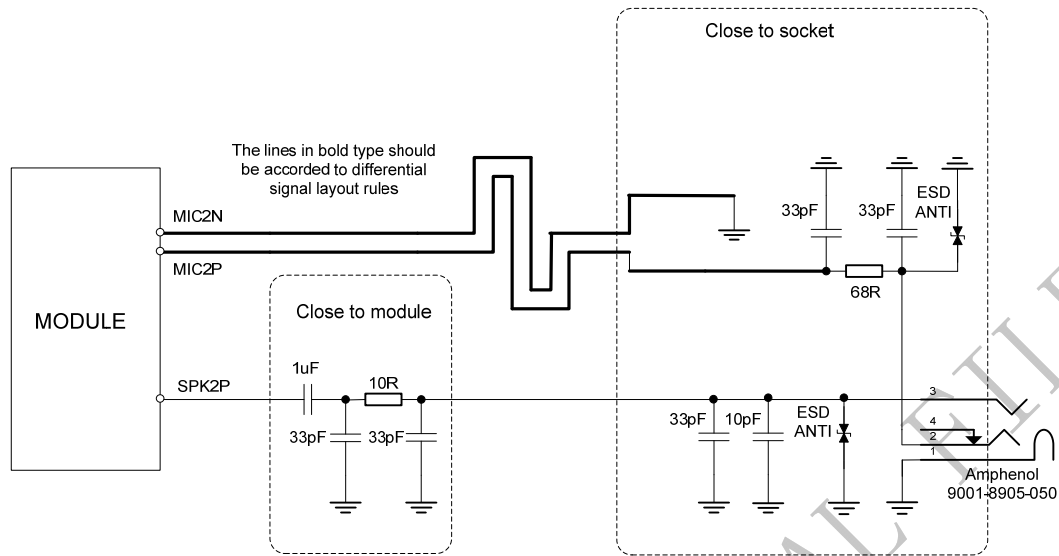 Close to socket
The lines in bold type should
be accorded to differential
signal layout rules
MIC2N
MIC2P
33pF
33pF
ESD
ANTI
68R
MODULE
Close to module
SPK2P
1uF
10R
33pF
33pF
33pF
10pF
ESD
ANTI
3
4
2
1
Amphenol
9001-8905-050